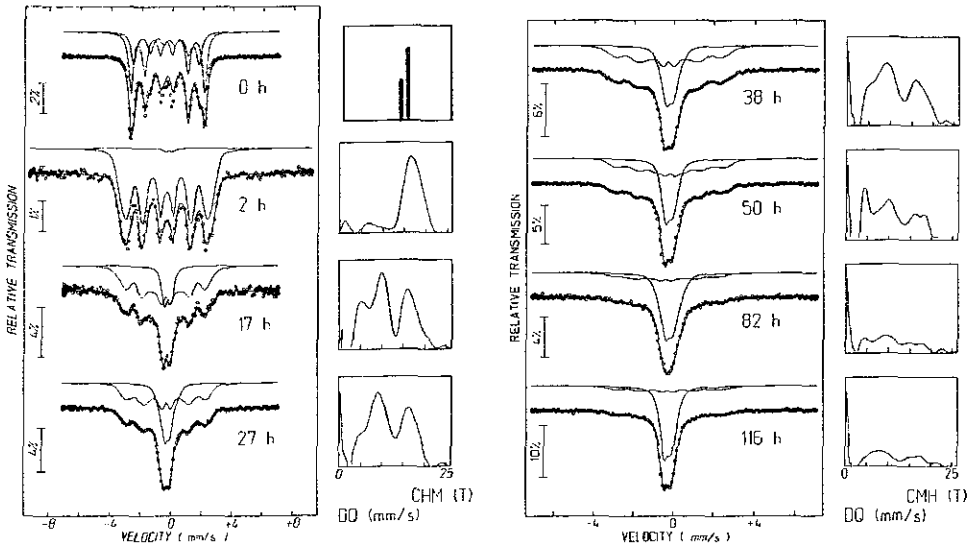 RELATIVE TRANSMISSION
2%
0 h
1%
2 h
4%
17 h
4%
27 h
-8 -4 0 +4 +8
VELOCITY ( mm/s )
0 25
CHM (T)
DQ (mm/s)
RELATIVE TRANSMISSION
6%
38 h
5%
50 h
4%
82 h
10%
116 h
-4 0 +4
VELOCITY ( mm/s )
0 25
CMH (T)
DQ (mm/s)